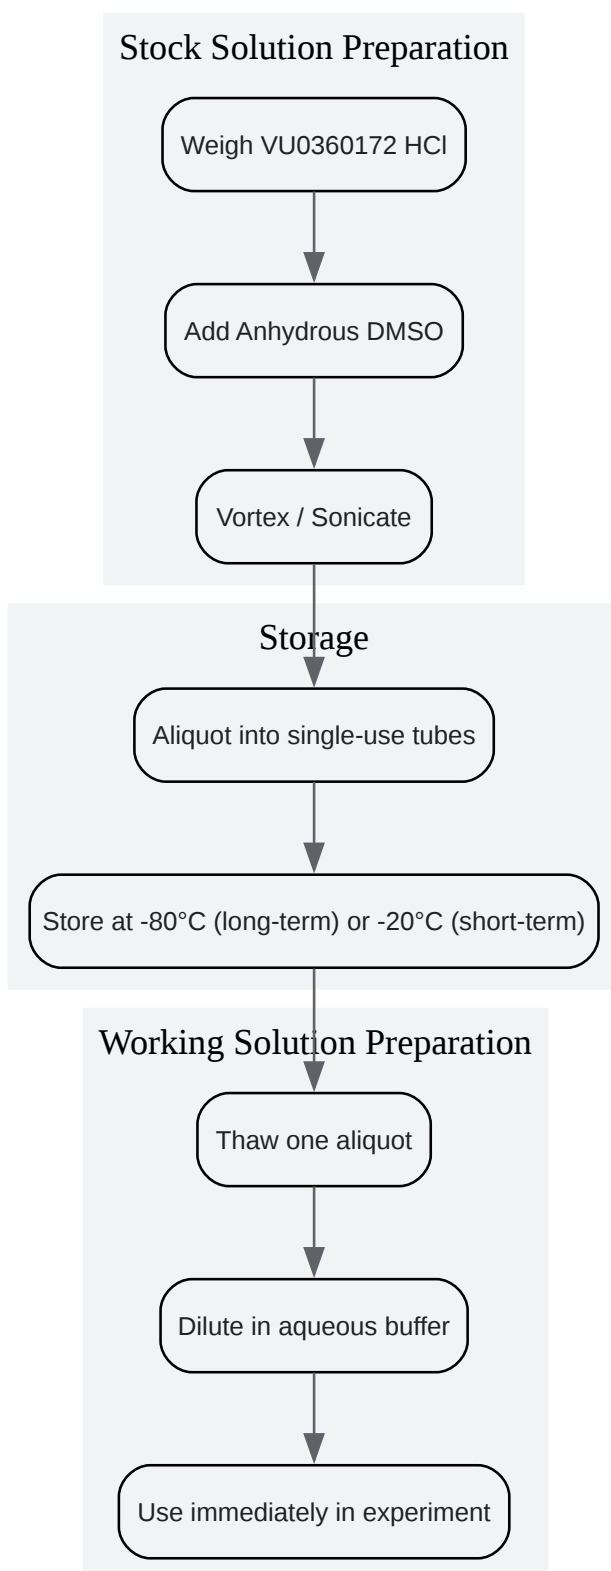 Stock Solution Preparation
Weigh VU0360172 HCl
Add Anhydrous DMSO
Vortex / Sonicate
Storage
Aliquot into single-use tubes
Store at -80°C (long-term) or -20°C (short-term)
Working Solution Preparation
Thaw one aliquot
Dilute in aqueous buffer
Use immediately in experiment